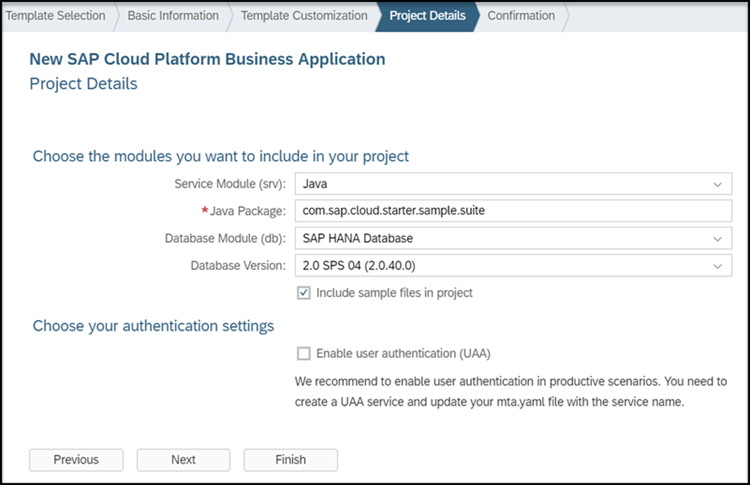 Template Selection Basic Information Template Customization Project Details Confirmation
New SAP Cloud Platform Business Application
Project Details
Choose the modules you want to include in your project
Service Module (srv): Java
*Java Package: com.sap.cloud.starter.sample.suite
Database Module (db): SAP HANA Database
Database Version: 2.0 SPS 04 (2.0.40.0)
Include sample files in project
Choose your authentication settings
Enable user authentication (UAA)
We recommend to enable user authentication in productive scenarios. You need to
create a UAA service and update your mta.yaml file with the service name.
Previous Next Finish